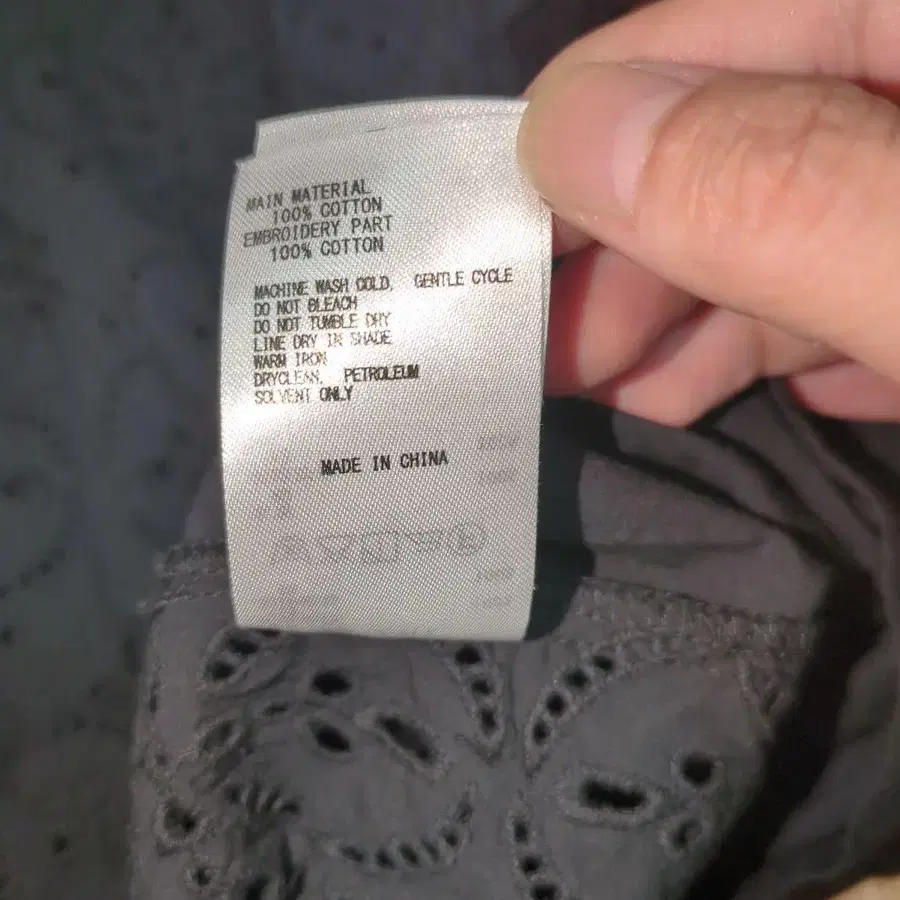 MAIN MATERIAL
100% COTTON
EMBROIDERY PART
100% COTTON
MACHINE WASH COLD, GENTLE CYCLE
DO NOT BLEACH
DO NOT TUMBLE DRY
LINE DRY IN SHADE
WARM IRON
DRYCLEAN, PETROLEUM
SOLVENT ONLY
MADE IN CHINA